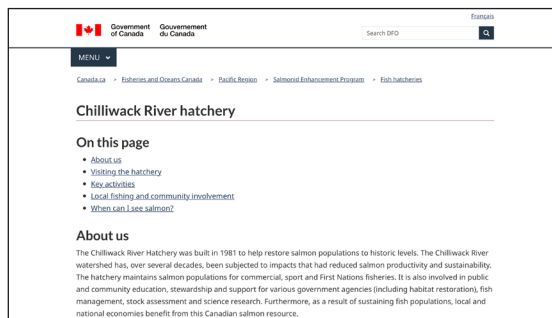 Français
Government of Canada
Gouvernement du Canada
Search DFO
MENU
Canada.ca > Fisheries and Oceans Canada > Pacific Region > Salmonid Enhancement Program > Fish hatcheries
Chilliwack River hatchery
On this page
• About us
• Visiting the hatchery
• Key activities
• Local fishing and community involvement
• When can I see salmon?
About us
The Chilliwack River Hatchery was built in 1981 to help restore salmon populations to historic levels. The Chilliwack River
watershed has, over several decades, been subjected to impacts that had reduced salmon productivity and sustainability.
The hatchery maintains salmon populations for commercial, sport and First Nations fisheries. It is also involved in public
and community education, stewardship and support for various government agencies (including habitat restoration), fish
management, stock assessment and science research. Furthermore, as a result of sustaining fish populations, local and
national economies benefit from this Canadian salmon resource.